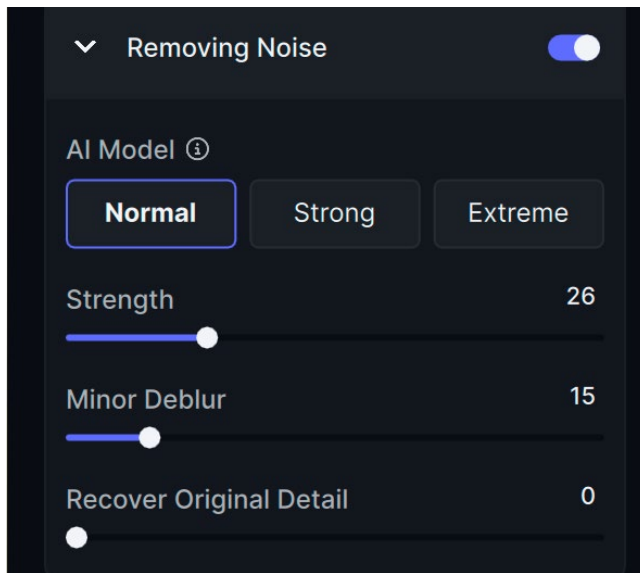 Removing Noise
AI Model
Normal Strong Extreme
Strength 26
Minor Deblur 15
Recover Original Detail 0